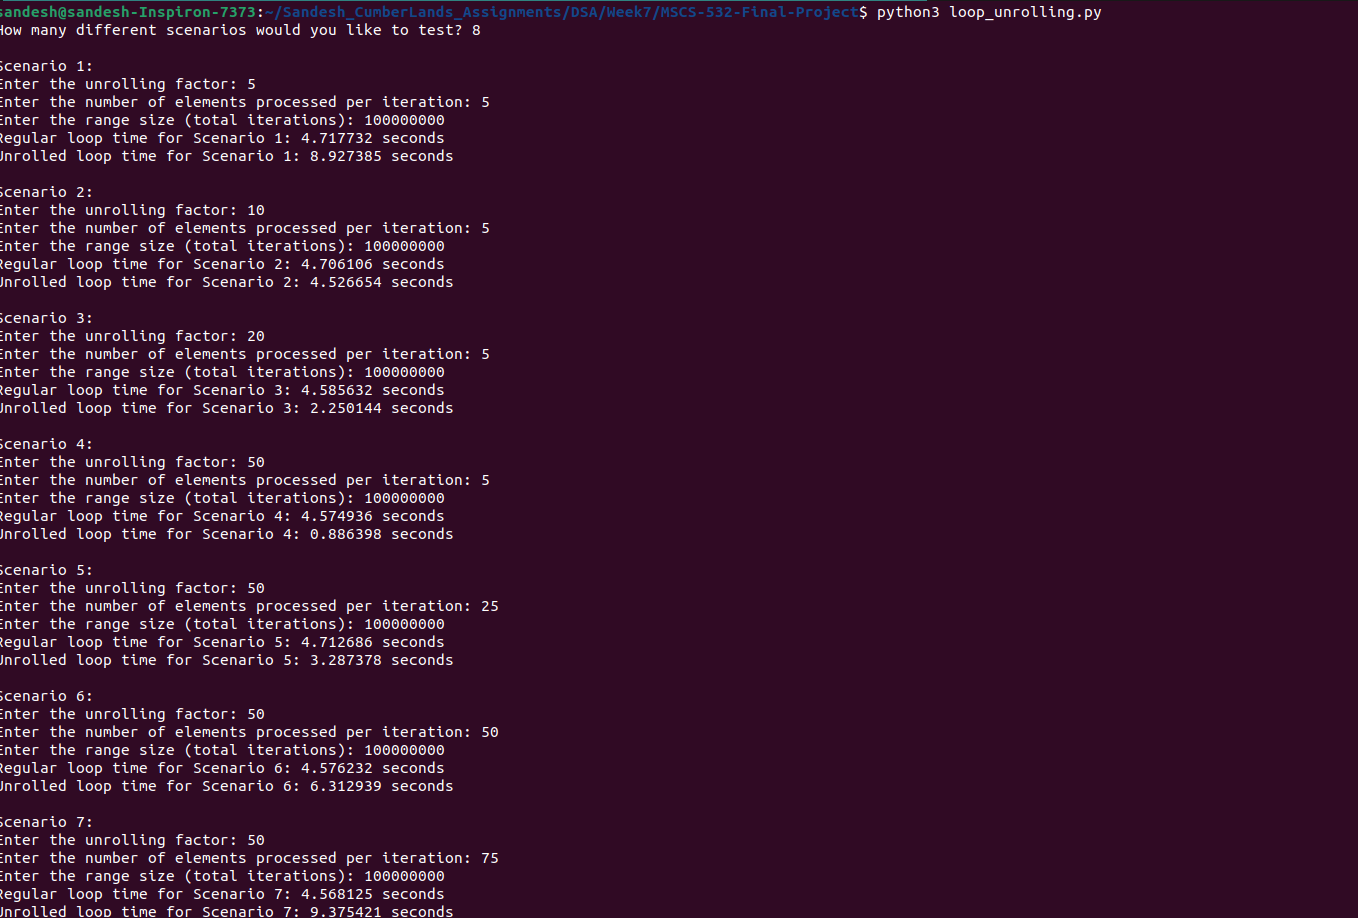 sandesh@sandesh-Inspiron-7373:~/Sandesh_CumberLands_Assignments/DSA/Week7/MSCS-532-Final-Project$ python3 loop_unrolling.py
How many different scenarios would you like to test? 8
Scenario 1:
Enter the unrolling factor: 5
Enter the number of elements processed per iteration: 5
Enter the range size (total iterations): 100000000
Regular loop time for Scenario 1: 4.717732 seconds
Unrolled loop time for Scenario 1: 8.927385 seconds
Scenario 2:
Enter the unrolling factor: 10
Enter the number of elements processed per iteration: 5
Enter the range size (total iterations): 100000000
Regular loop time for Scenario 2: 4.706106 seconds
Unrolled loop time for Scenario 2: 4.526654 seconds
Scenario 3:
Enter the unrolling factor: 20
Enter the number of elements processed per iteration: 5
Enter the range size (total iterations): 100000000
Regular loop time for Scenario 3: 4.585632 seconds
Unrolled loop time for Scenario 3: 2.250144 seconds
Scenario 4:
Enter the unrolling factor: 50
Enter the number of elements processed per iteration: 5
Enter the range size (total iterations): 100000000
Regular loop time for Scenario 4: 4.574936 seconds
Unrolled loop time for Scenario 4: 0.886398 seconds
Scenario 5:
Enter the unrolling factor: 50
Enter the number of elements processed per iteration: 25
Enter the range size (total iterations): 100000000
Regular loop time for Scenario 5: 4.712686 seconds
Unrolled loop time for Scenario 5: 3.287378 seconds
Scenario 6:
Enter the unrolling factor: 50
Enter the number of elements processed per iteration: 50
Enter the range size (total iterations): 100000000
Regular loop time for Scenario 6: 4.576232 seconds
Unrolled loop time for Scenario 6: 6.312939 seconds
Scenario 7:
Enter the unrolling factor: 50
Enter the number of elements processed per iteration: 75
Enter the range size (total iterations): 100000000
Regular loop time for Scenario 7: 4.568125 seconds
Unrolled loop time for Scenario 7: 9.375421 seconds